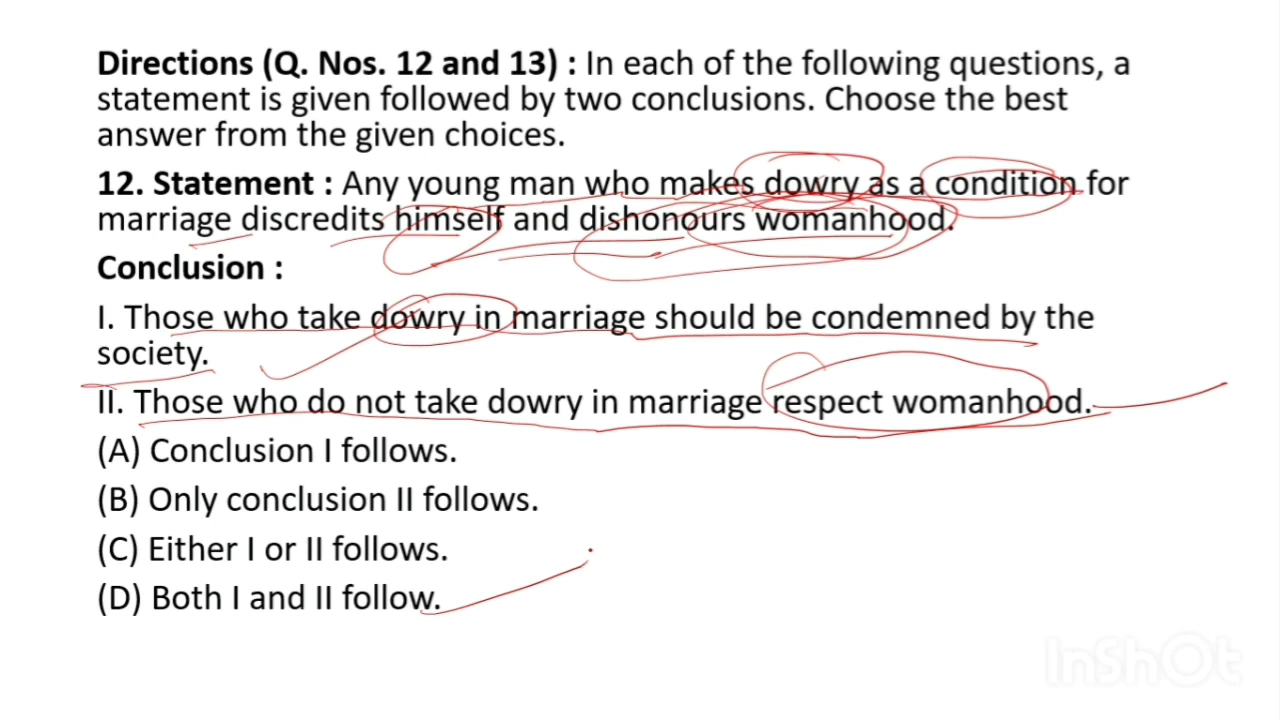 Directions (Q. Nos. 12 and 13) : In each of the following questions, a
statement is given followed by two conclusions. Choose the best
answer from the given choices.
12. Statement : Any young man who makes dowry as a condition for
marriage discredits himself and dishonours womanhood.
Conclusion :
I. Those who take dowry in marriage should be condemned by the
society.
II. Those who do not take dowry in marriage respect womanhood.
(A) Conclusion I follows.
(B) Only conclusion II follows.
(C) Either I or II follows.
(D) Both I and II follow.
InShOt